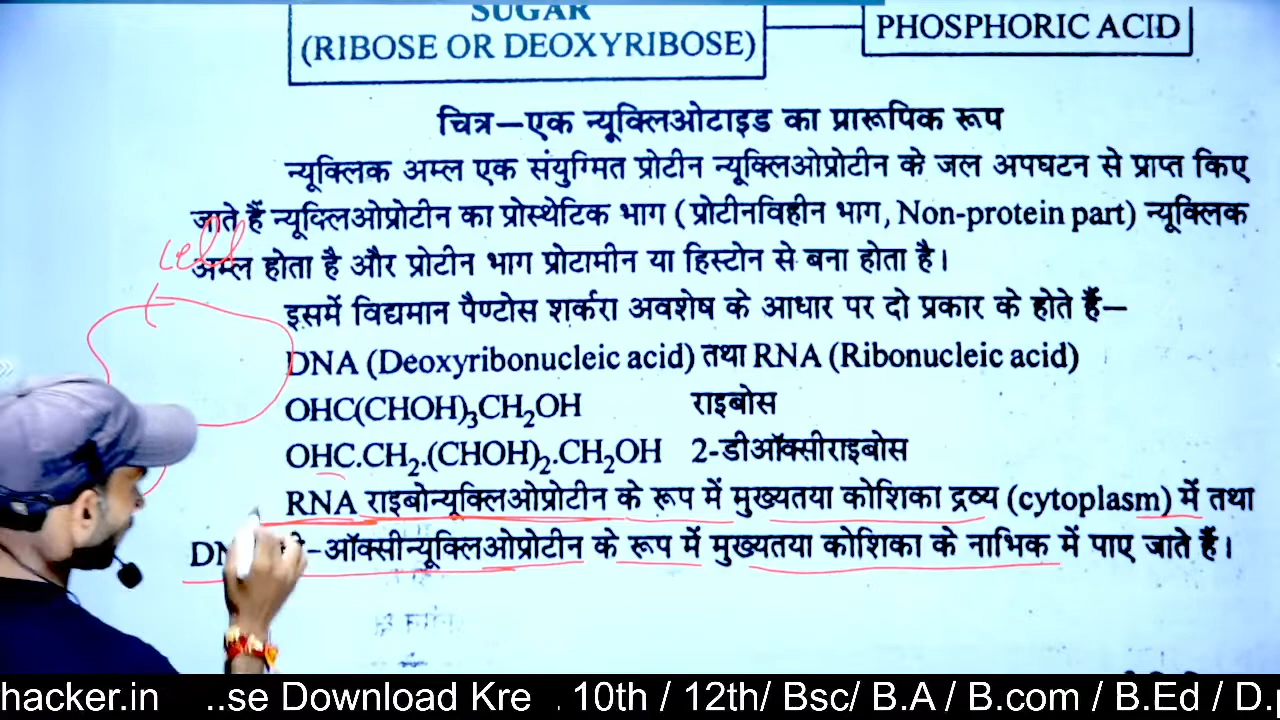 SUGAR
(RIBOSE OR DEOXYRIBOSE)
PHOSPHORIC ACID
चित्र—एक न्यूक्लिओटाइड का प्रारूपिक रूप
न्यूक्लिक अम्ल एक संयुग्मित प्रोटीन न्यूक्लिओप्रोटीन के जल अपघटन से प्राप्त किए
जाते हैं न्यूक्लिओप्रोटीन का प्रोस्थेटिक भाग (प्रोटीनविहीन भाग, Non-protein part) न्यूक्लिक
cell
अम्ल होता है और प्रोटीन भाग प्रोटामीन या हिस्टोन से बना होता है।
इसमें विद्यमान पैण्टोस शर्करा अवशेष के आधार पर दो प्रकार के होते हैं—
DNA (Deoxyribonucleic acid) तथा RNA (Ribonucleic acid)
OHC(CHOH)₃CH₂OH राइबोस
OHC.CH₂.(CHOH)₂.CH₂OH 2-डीऑक्सीराइबोस
RNA राइबोन्यूक्लिओप्रोटीन के रूप में मुख्यतया कोशिका द्रव्य (cytoplasm) में तथा
-ऑक्सीन्यूक्लिओप्रोटीन के रूप में मुख्यतया कोशिका के नाभिक में पाए जाते हैं।
hacker.in ..se Download Kre . 10th / 12th/ Bsc/ B.A / B.com / B.Ed / D.